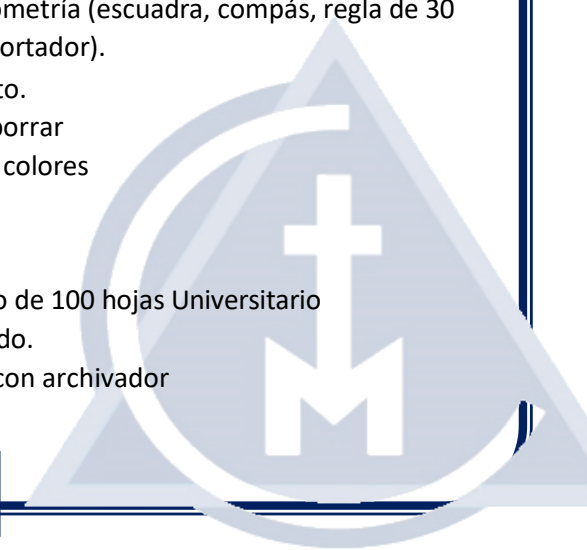 ometría (escuadra, compás, regla de 30
ortador).
to.
borrar
colores
o de 100 hojas Universitario
do.
con archivador
M